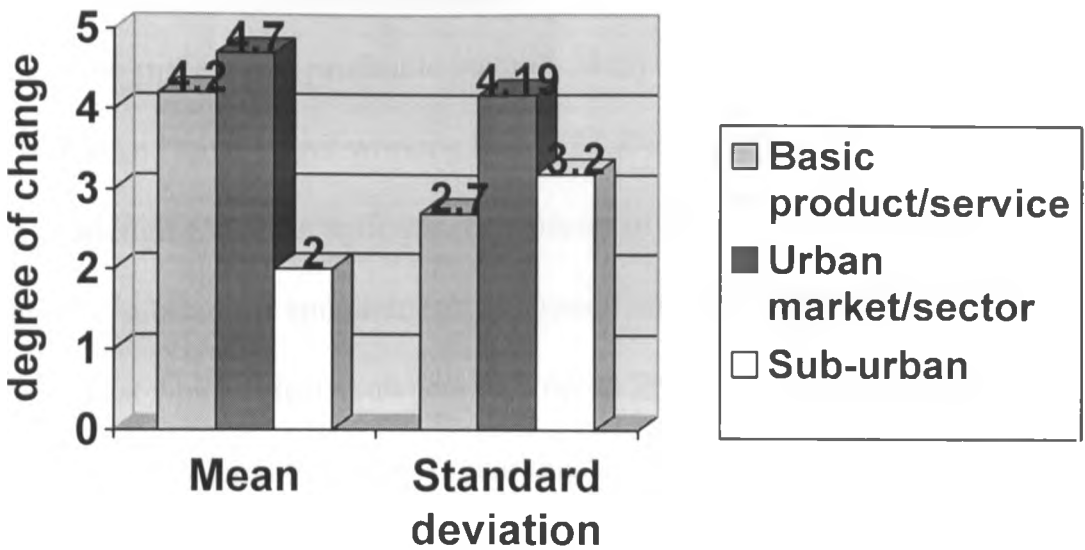 degree of change
5
4
3
2
1
0
4.2
4.7
2
2.7
4.19
3.2
Mean
Standard
deviation
Basic
product/service
Urban
market/sector
Sub-urban